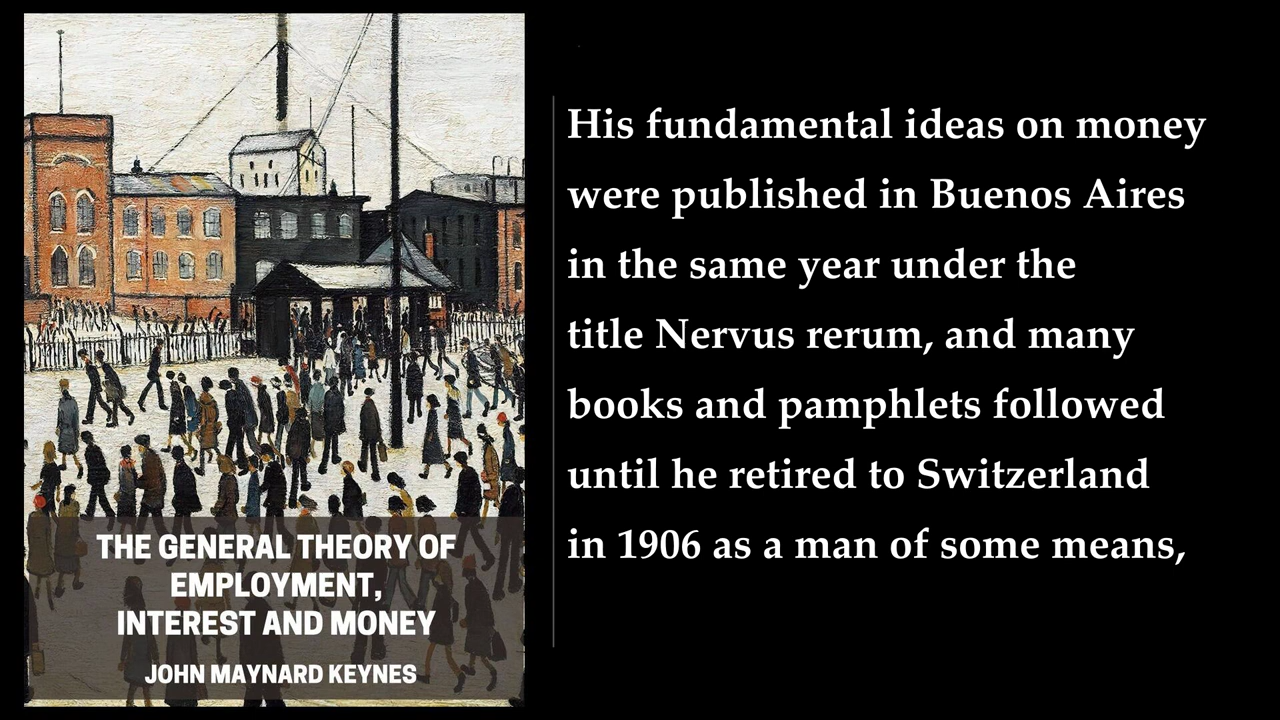 THE GENERAL THEORY OF
EMPLOYMENT,
INTEREST AND MONEY
JOHN MAYNARD KEYNES
His fundamental ideas on money
were published in Buenos Aires
in the same year under the
title Nervus rerum, and many
books and pamphlets followed
until he retired to Switzerland
in 1906 as a man of some means,